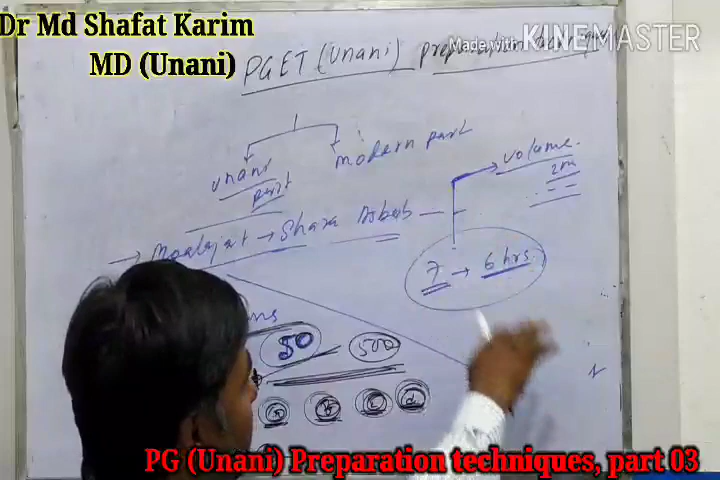 Dr Md Shafat Karim
MD (Unani)
Made with KINEMASTER
PGET (Unani) preparation
unani part
modern part
volume.
Moalajat → Shara Asbab
7 → 6 hrs
50
500
a b c d
PG (Unani) Preparation techniques, part 03